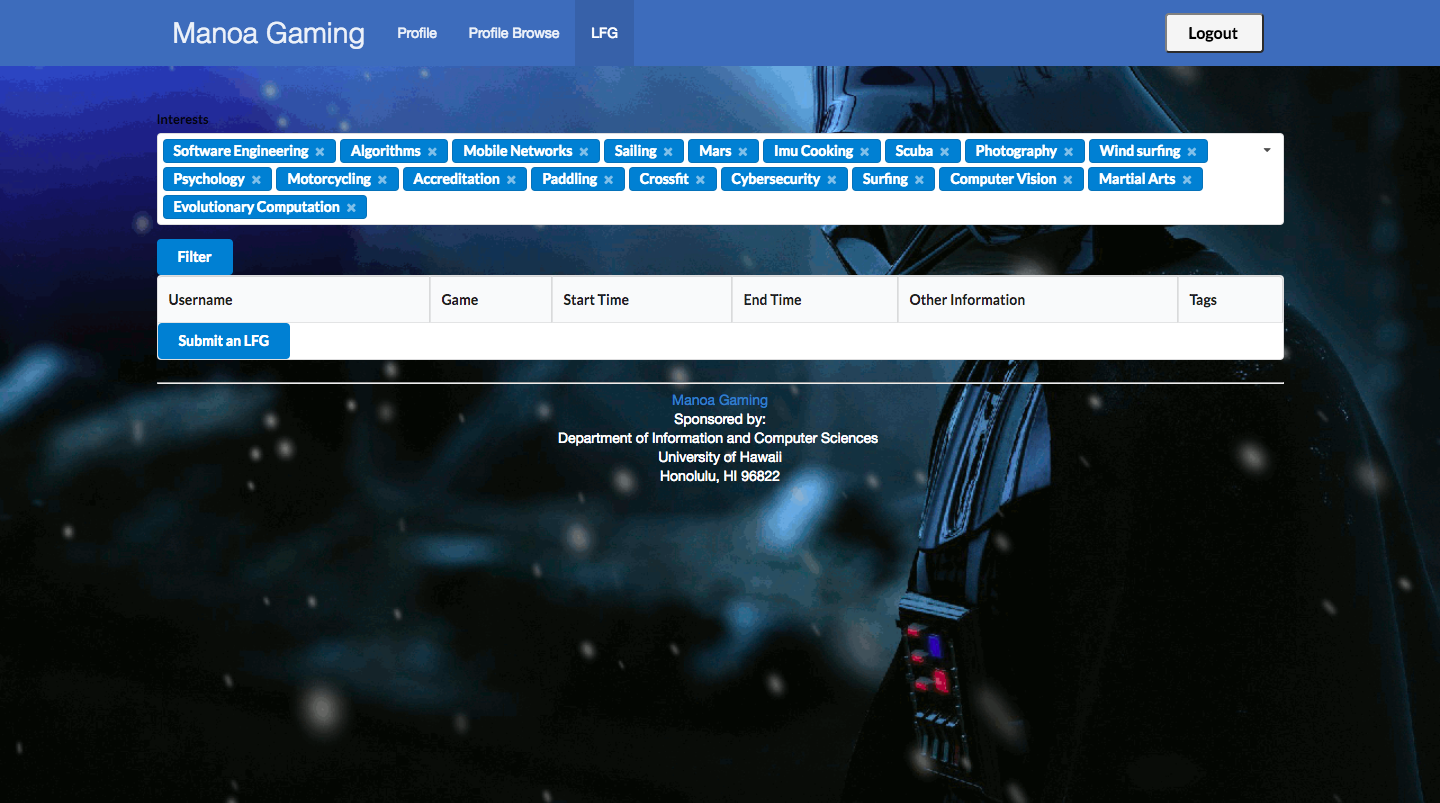 Manoa Gaming Profile Profile Browse LFG Logout
Interests
Software Engineering × Algorithms × Mobile Networks × Sailing × Mars × Imu Cooking × Scuba × Photography × Wind surfing ×
Psychology × Motorcycling × Accreditation × Paddling × Crossfit × Cybersecurity × Surfing × Computer Vision × Martial Arts ×
Evolutionary Computation ×
Filter
Username Game Start Time End Time Other Information Tags
Submit an LFG
Manoa Gaming
Sponsored by:
Department of Information and Computer Sciences
University of Hawaii
Honolulu, HI 96822